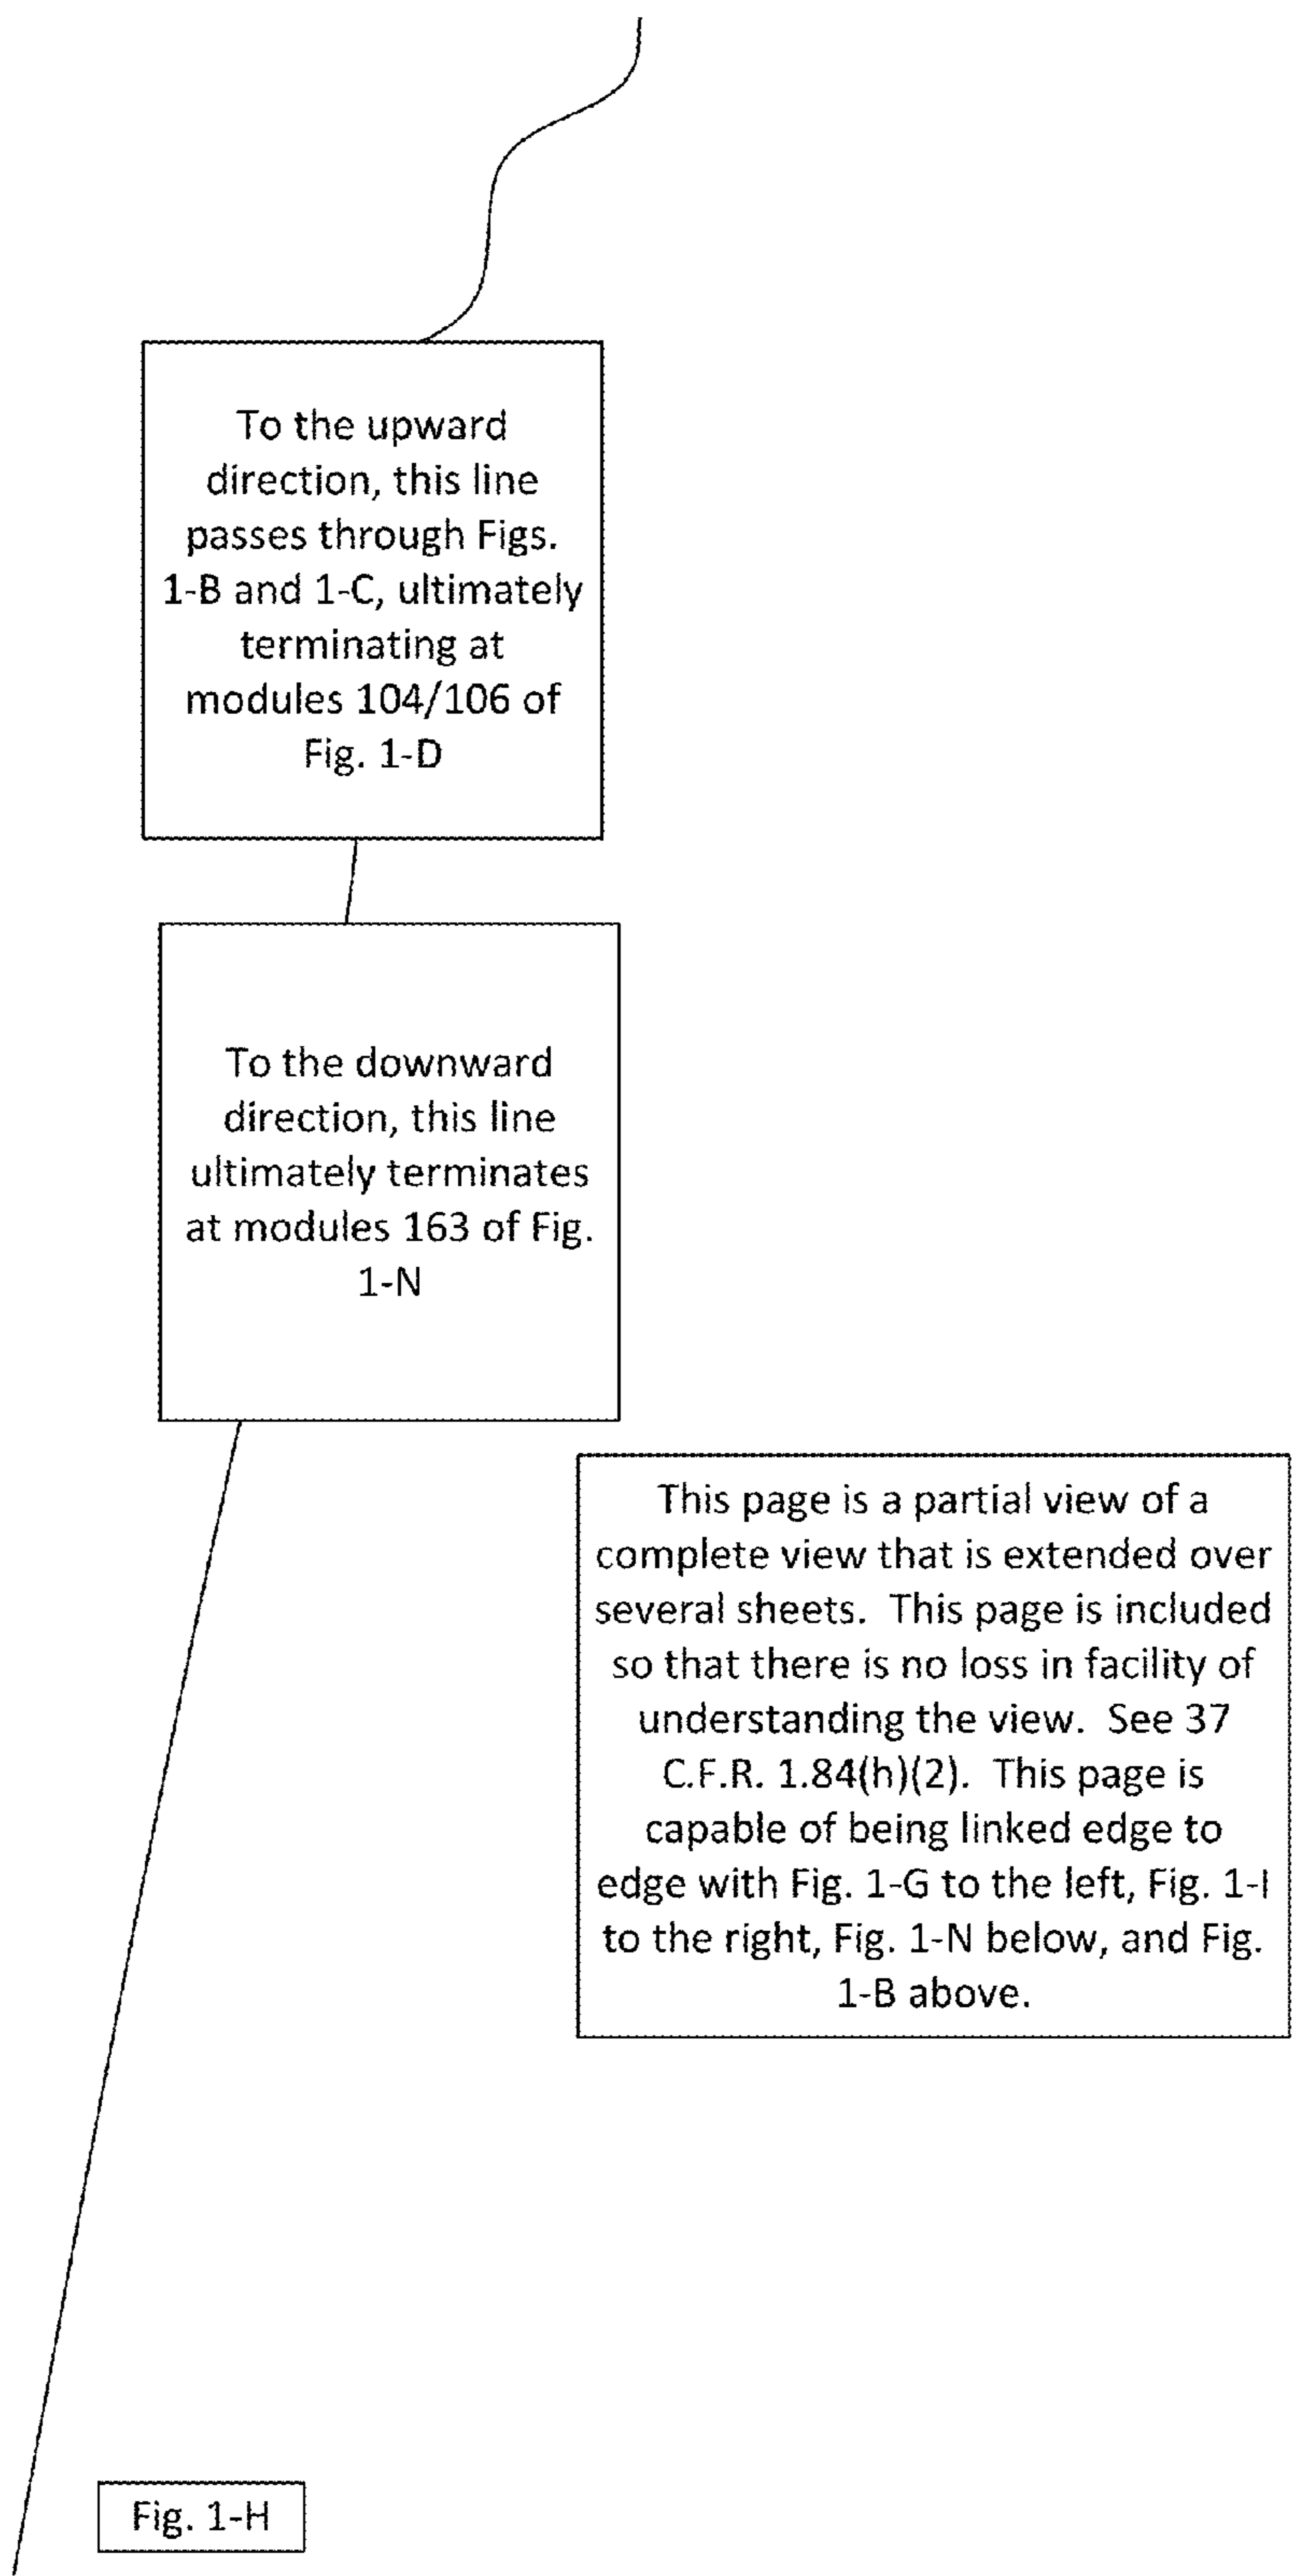 To the upward
direction, this line
passes through Figs.
1-B and 1-C, ultimately
terminating at
modules 104/106 of
Fig. 1-D
To the downward
direction, this line
ultimately terminates
at modules 163 of Fig.
1-N
This page is a partial view of a
complete view that is extended over
several sheets.  This page is included
so that there is no loss in facility of
understanding the view.  See 37
C.F.R. 1.84(h)(2).  This page is
capable of being linked edge to
edge with Fig. 1-G to the left, Fig. 1-I
to the right, Fig. 1-N below, and Fig.
1-B above.
Fig. 1-H